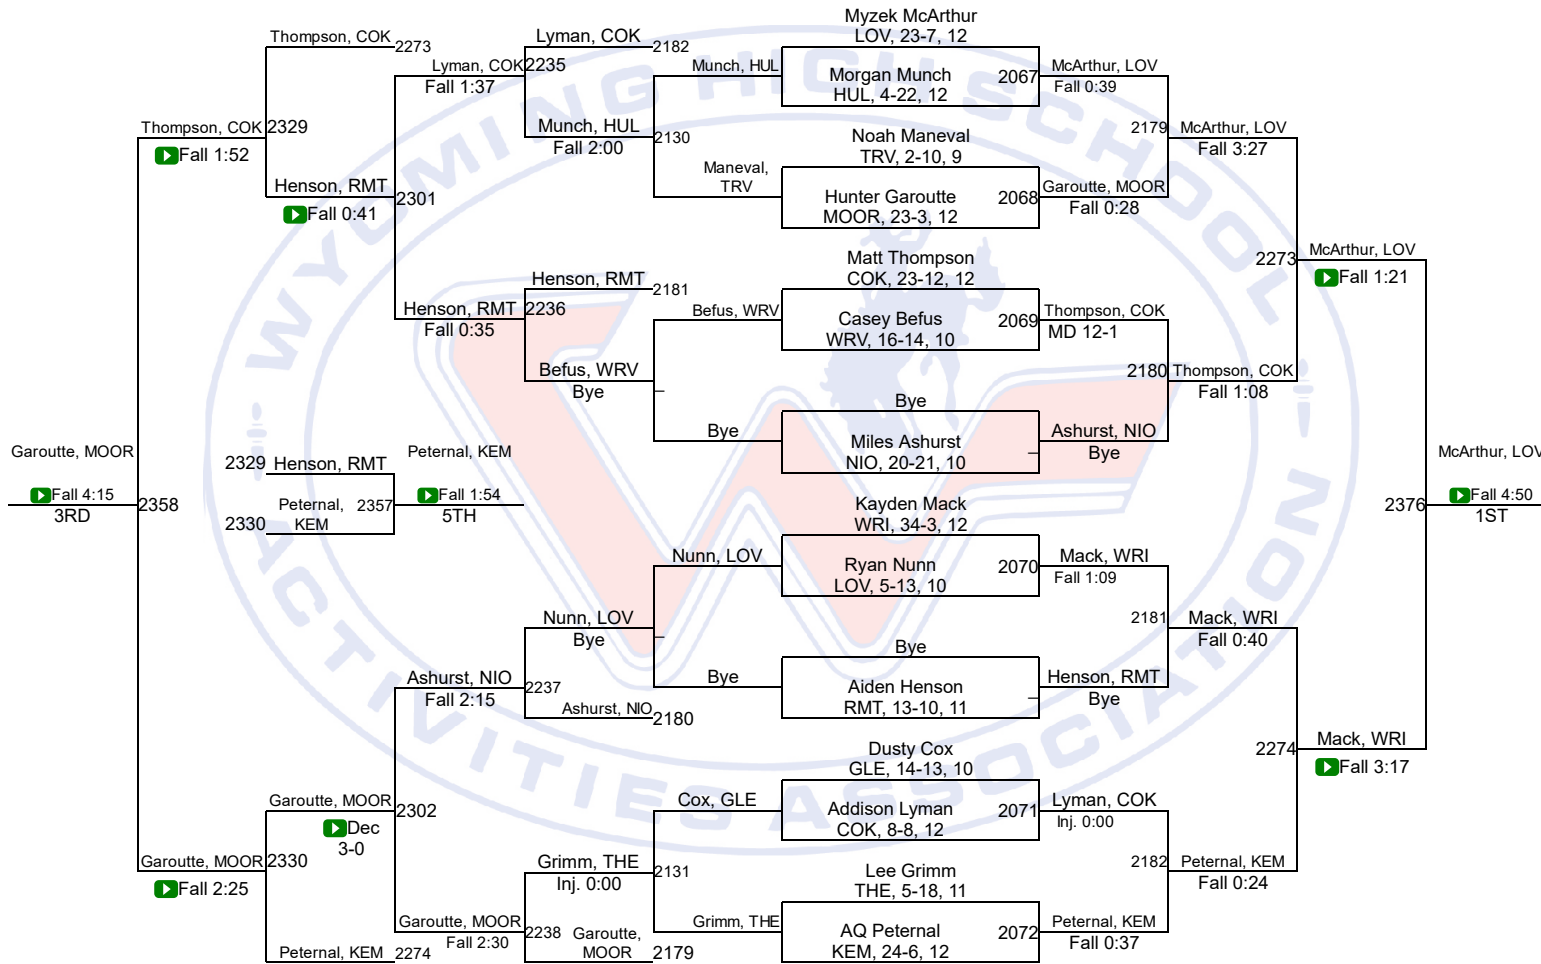 Myzek McArthur
LOV, 23-7, 12
Morgan Munch
HUL, 4-22, 12
2067
Noah Maneval
TRV, 2-10, 9
Hunter Garoutte
MOOR, 23-3, 12
2068
Matt Thompson
COK, 23-12, 12
Casey Befus
WRV, 16-14, 10
2069
Bye
Miles Ashurst
NIO, 20-21, 10
Kayden Mack
WRI, 34-3, 12
Ryan Nunn
LOV, 5-13, 10
2070
Bye
Aiden Henson
RMT, 13-10, 11
Dusty Cox
GLE, 14-13, 10
Addison Lyman
COK, 8-8, 12
2071
Lee Grimm
THE, 5-18, 11
AQ Peternal
KEM, 24-6, 12
2072
McArthur, LOV
Fall 0:39
2179
Garoutte, MOOR
Fall 0:28
Thompson, COK
MD 12-1
2180
Ashurst, NIO
Bye
Mack, WRI
Fall 1:09
2181
Henson, RMT
Bye
Lyman, COK
Inj. 0:00
2182
Peternal, KEM
Fall 0:37
McArthur, LOV
Fall 3:27
2273
Thompson, COK
Fall 1:08
Mack, WRI
Fall 0:40
2274
Peternal, KEM
Fall 0:24
McArthur, LOV
Fall 1:21
2376
Mack, WRI
Fall 3:17
McArthur, LOV
Fall 4:50
1ST
Munch, HUL
2130
Maneval,
TRV
Befus, WRV
Bye
Nunn, LOV
Bye
Cox, GLE
2131
Grimm, THE
Lyman, COK
2182
2235
Munch, HUL
Fall 2:00
Henson, RMT
2181
2236
Befus, WRV
Bye
Nunn, LOV
Bye
2237
Ashurst, NIO
2180
Grimm, THE
Inj. 0:00
2238
Garoutte,
MOOR
2179
Lyman, COK
Fall 1:37
2301
Henson, RMT
Fall 0:35
Ashurst, NIO
Fall 2:15
2302
Garoutte, MOOR
Fall 2:30
Thompson, COK
2273
2329
Henson, RMT
Fall 0:41
Garoutte, MOOR
Dec
3-0
2330
Peternal, KEM
2274
Thompson, COK
Fall 1:52
2358
Garoutte, MOOR
Fall 2:25
Garoutte, MOOR
Fall 4:15
3RD
2329
Henson, RMT
2330
Peternal,
KEM
2357
Peternal, KEM
Fall 1:54
5TH
WYOMING HIGH SCHOOL
ACTIVITIES ASSOCIATION